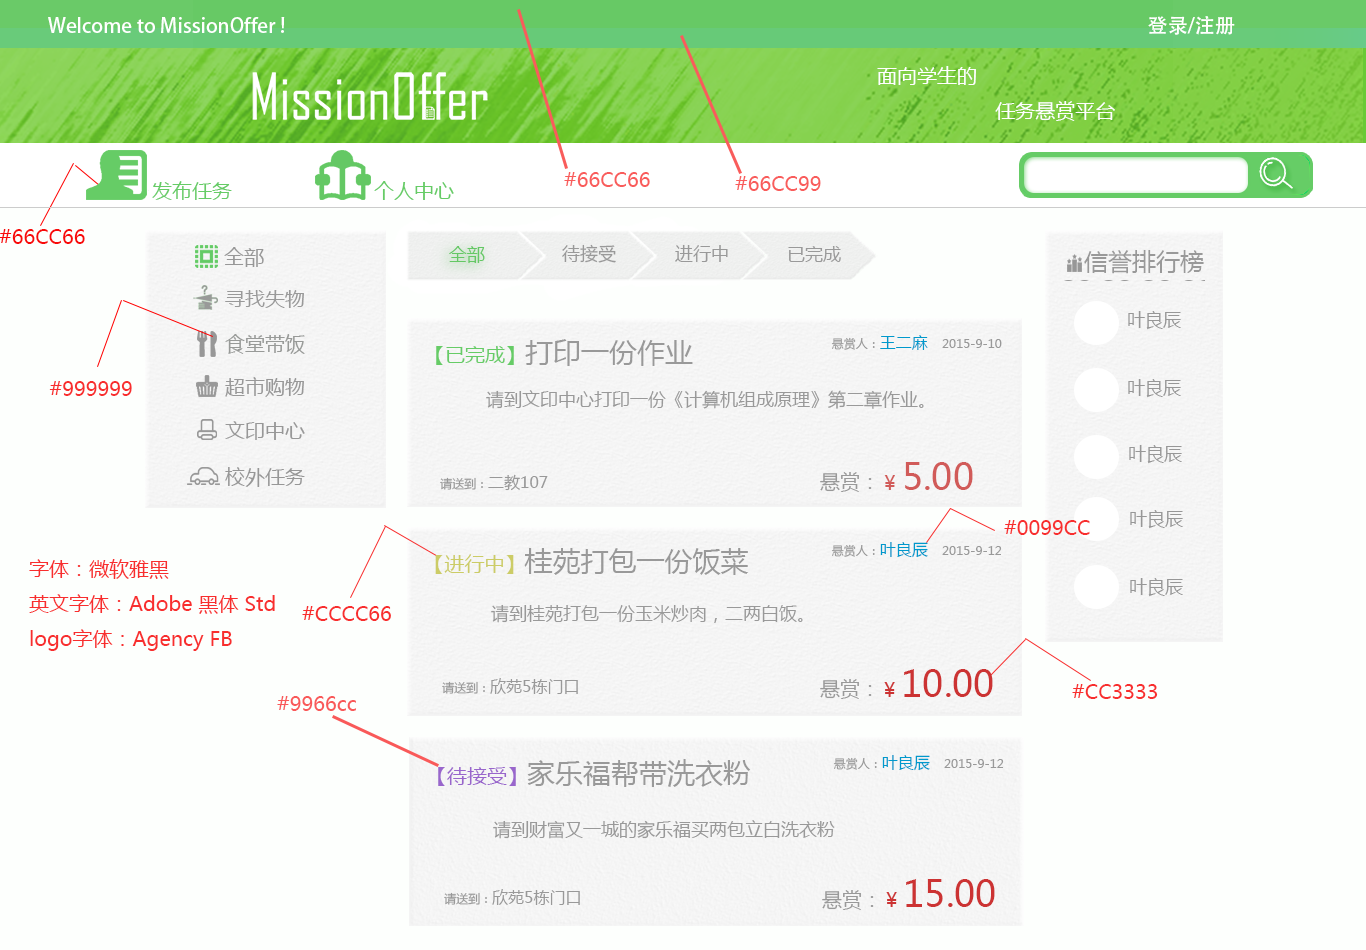 Welcome to MissionOffer !
登录/注册
MissionOffer
面向学生的
任务悬赏平台
#66CC66
#66CC99
发布任务
个人中心
#66CC66
全部
寻找失物
食堂带饭
超市购物
文印中心
校外任务
#999999
全部
待接受
进行中
已完成
信誉排行榜
叶良辰
叶良辰
叶良辰
叶良辰
叶良辰
【已完成】打印一份作业
悬赏人：王二麻 2015-9-10
请到文印中心打印一份《计算机组成原理》第二章作业。
请送到：二教107
悬赏：¥ 5.00
#0099CC
【进行中】桂苑打包一份饭菜
悬赏人：叶良辰 2015-9-12
请到桂苑打包一份玉米炒肉，二两白饭。
请送到：欣苑5栋门口
悬赏：¥ 10.00
#CCCC66
#CC3333
字体：微软雅黑
英文字体：Adobe 黑体 Std
logo字体：Agency FB
#9966cc
【待接受】家乐福帮带洗衣粉
悬赏人：叶良辰 2015-9-12
请到财富又一城的家乐福买两包立白洗衣粉
请送到：欣苑5栋门口
悬赏：¥ 15.00